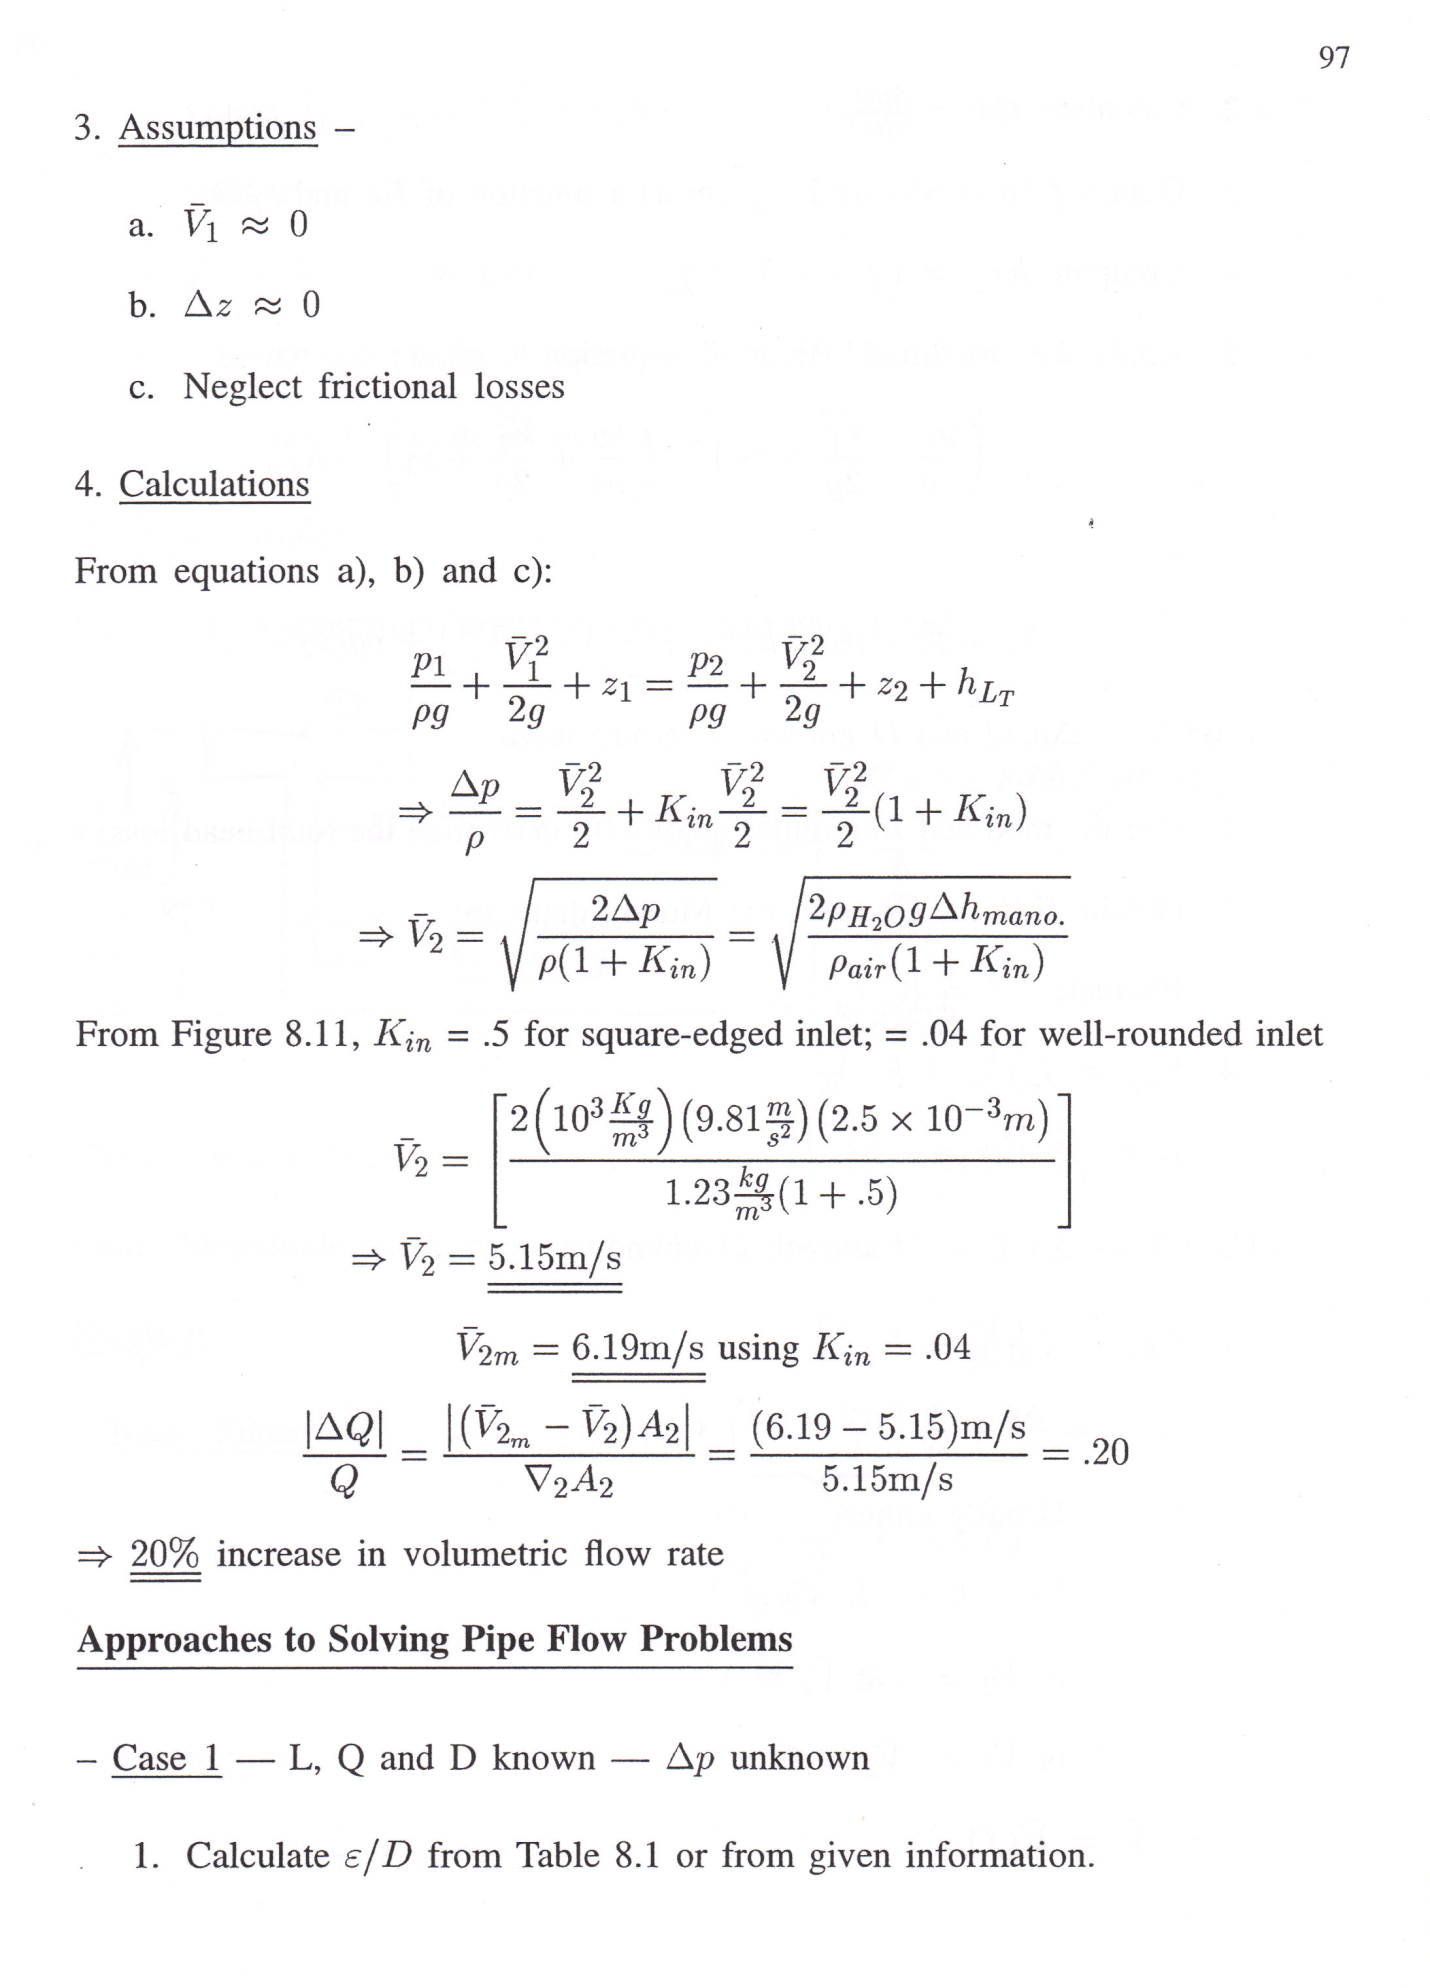 97
3. Assumptions –
a. V̄₁ ≈ 0
b. Δz ≈ 0
c. Neglect frictional losses
4. Calculations
From equations a), b) and c):
p₁/ρg + V̄₁²/2g + z₁ = p₂/ρg + V̄₂²/2g + z₂ + h_{L_T}
⇒ Δp/ρ = V̄₂²/2 + K_{in} V̄₂²/2 = V̄₂²/2 (1 + K_{in})
⇒ V̄₂ = √(2Δp / ρ(1 + K_{in})) = √(2ρ_{H₂O}gΔh_{mano.} / ρ_{air}(1 + K_{in}))
From Figure 8.11, K_{in} = .5 for square-edged inlet; = .04 for well-rounded inlet
V̄₂ = [2(10³ Kg/m³)(9.81 m/s²)(2.5 × 10⁻³m) / 1.23 kg/m³ (1 + .5)]
⇒ V̄₂ = 5.15m/s
V̄₂m = 6.19m/s using K_{in} = .04
|ΔQ|/Q = |(V̄_{2m} − V̄₂)A₂| / ∇₂A₂ = (6.19 − 5.15)m/s / 5.15m/s = .20
⇒ 20% increase in volumetric flow rate
Approaches to Solving Pipe Flow Problems
– Case 1 — L, Q and D known — Δp unknown
1. Calculate ε/D from Table 8.1 or from given information.